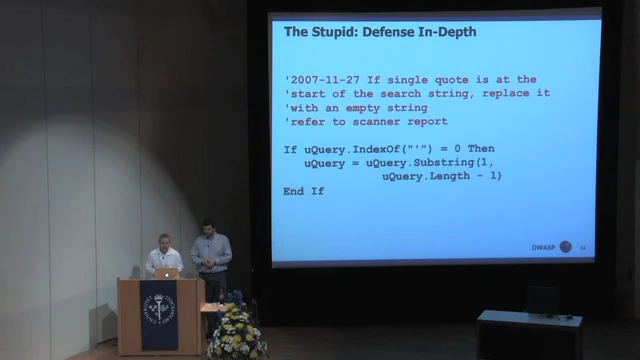 The Stupid: Defense In-Depth
'2007-11-27 If single quote is at the
'start of the search string, replace it
'with an empty string
'refer to scanner report
If uQuery.IndexOf("'") = 0 Then
uQuery = uQuery.Substring(1,
uQuery.Length - 1)
End If
OWASP